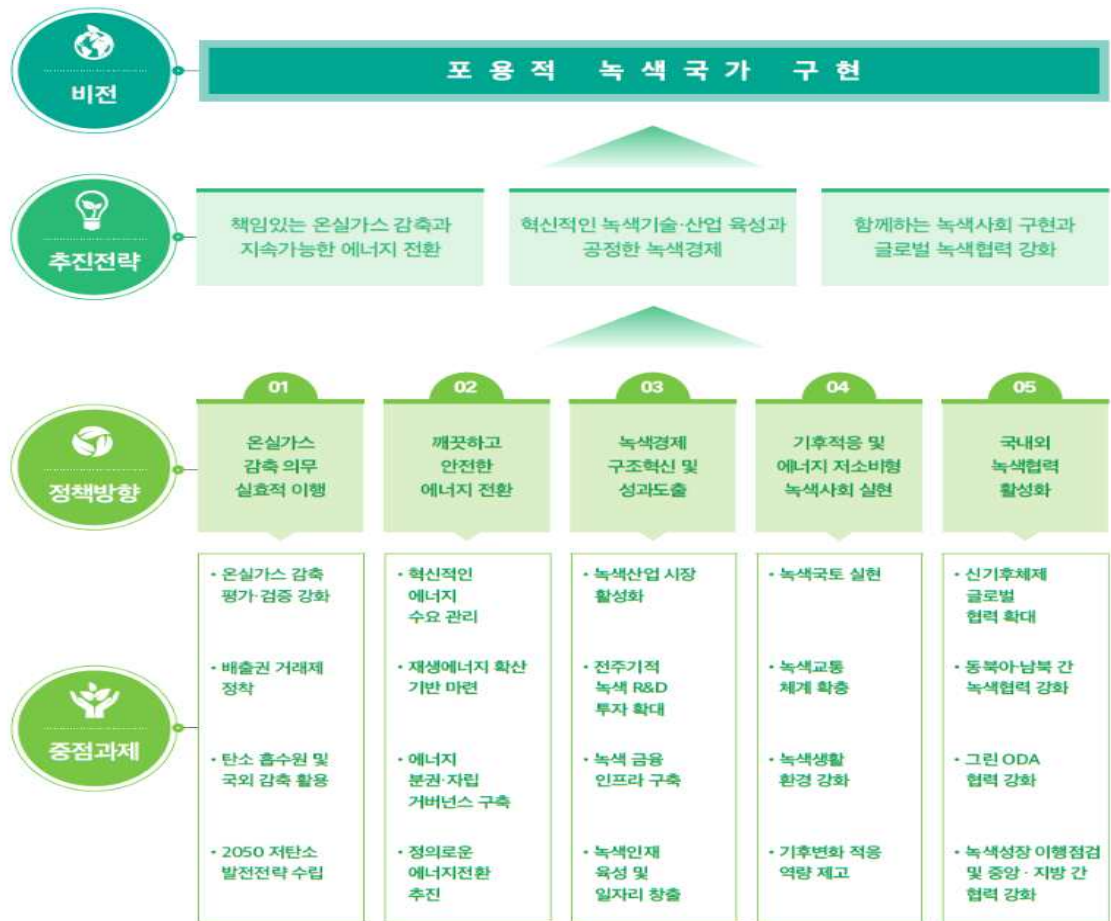 비전
포용적 녹색국가 구현
추진전략
책임있는 온실가스 감축과
지속가능한 에너지 전환
혁신적인 녹색기술·산업 육성과
공정한 녹색경제
함께하는 녹색사회 구현과
글로벌 녹색협력 강화
정책방향
01
온실가스
감축 의무
실효적 이행
02
깨끗하고
안전한
에너지 전환
03
녹색경제
구조혁신 및
성과도출
04
기후적응 및
에너지 저소비형
녹색사회 실현
05
국내외
녹색협력
활성화
중점과제
• 온실가스 감축
평가·검증 강화
• 배출권 거래제
정착
• 탄소 흡수원 및
국외 감축 활용
• 2050 저탄소
발전전략 수립
• 혁신적인
에너지
수요 관리
• 재생에너지 확산
기반 마련
• 에너지
분권·자립
거버넌스 구축
• 정의로운
에너지전환
추진
• 녹색산업 시장
활성화
• 전주기적
녹색 R&D
투자 확대
• 녹색 금융
인프라 구축
• 녹색인재
육성 및
일자리 창출
• 녹색국토 실현
• 녹색교통
체계 확충
• 녹색생활
환경 강화
• 기후변화 적응
역량 제고
• 신기후체제
글로벌
협력 확대
• 동북아·남북 간
녹색협력 강화
• 그린 ODA
협력 강화
• 녹색성장 이행점검
및 중앙·지방 간
협력 강화